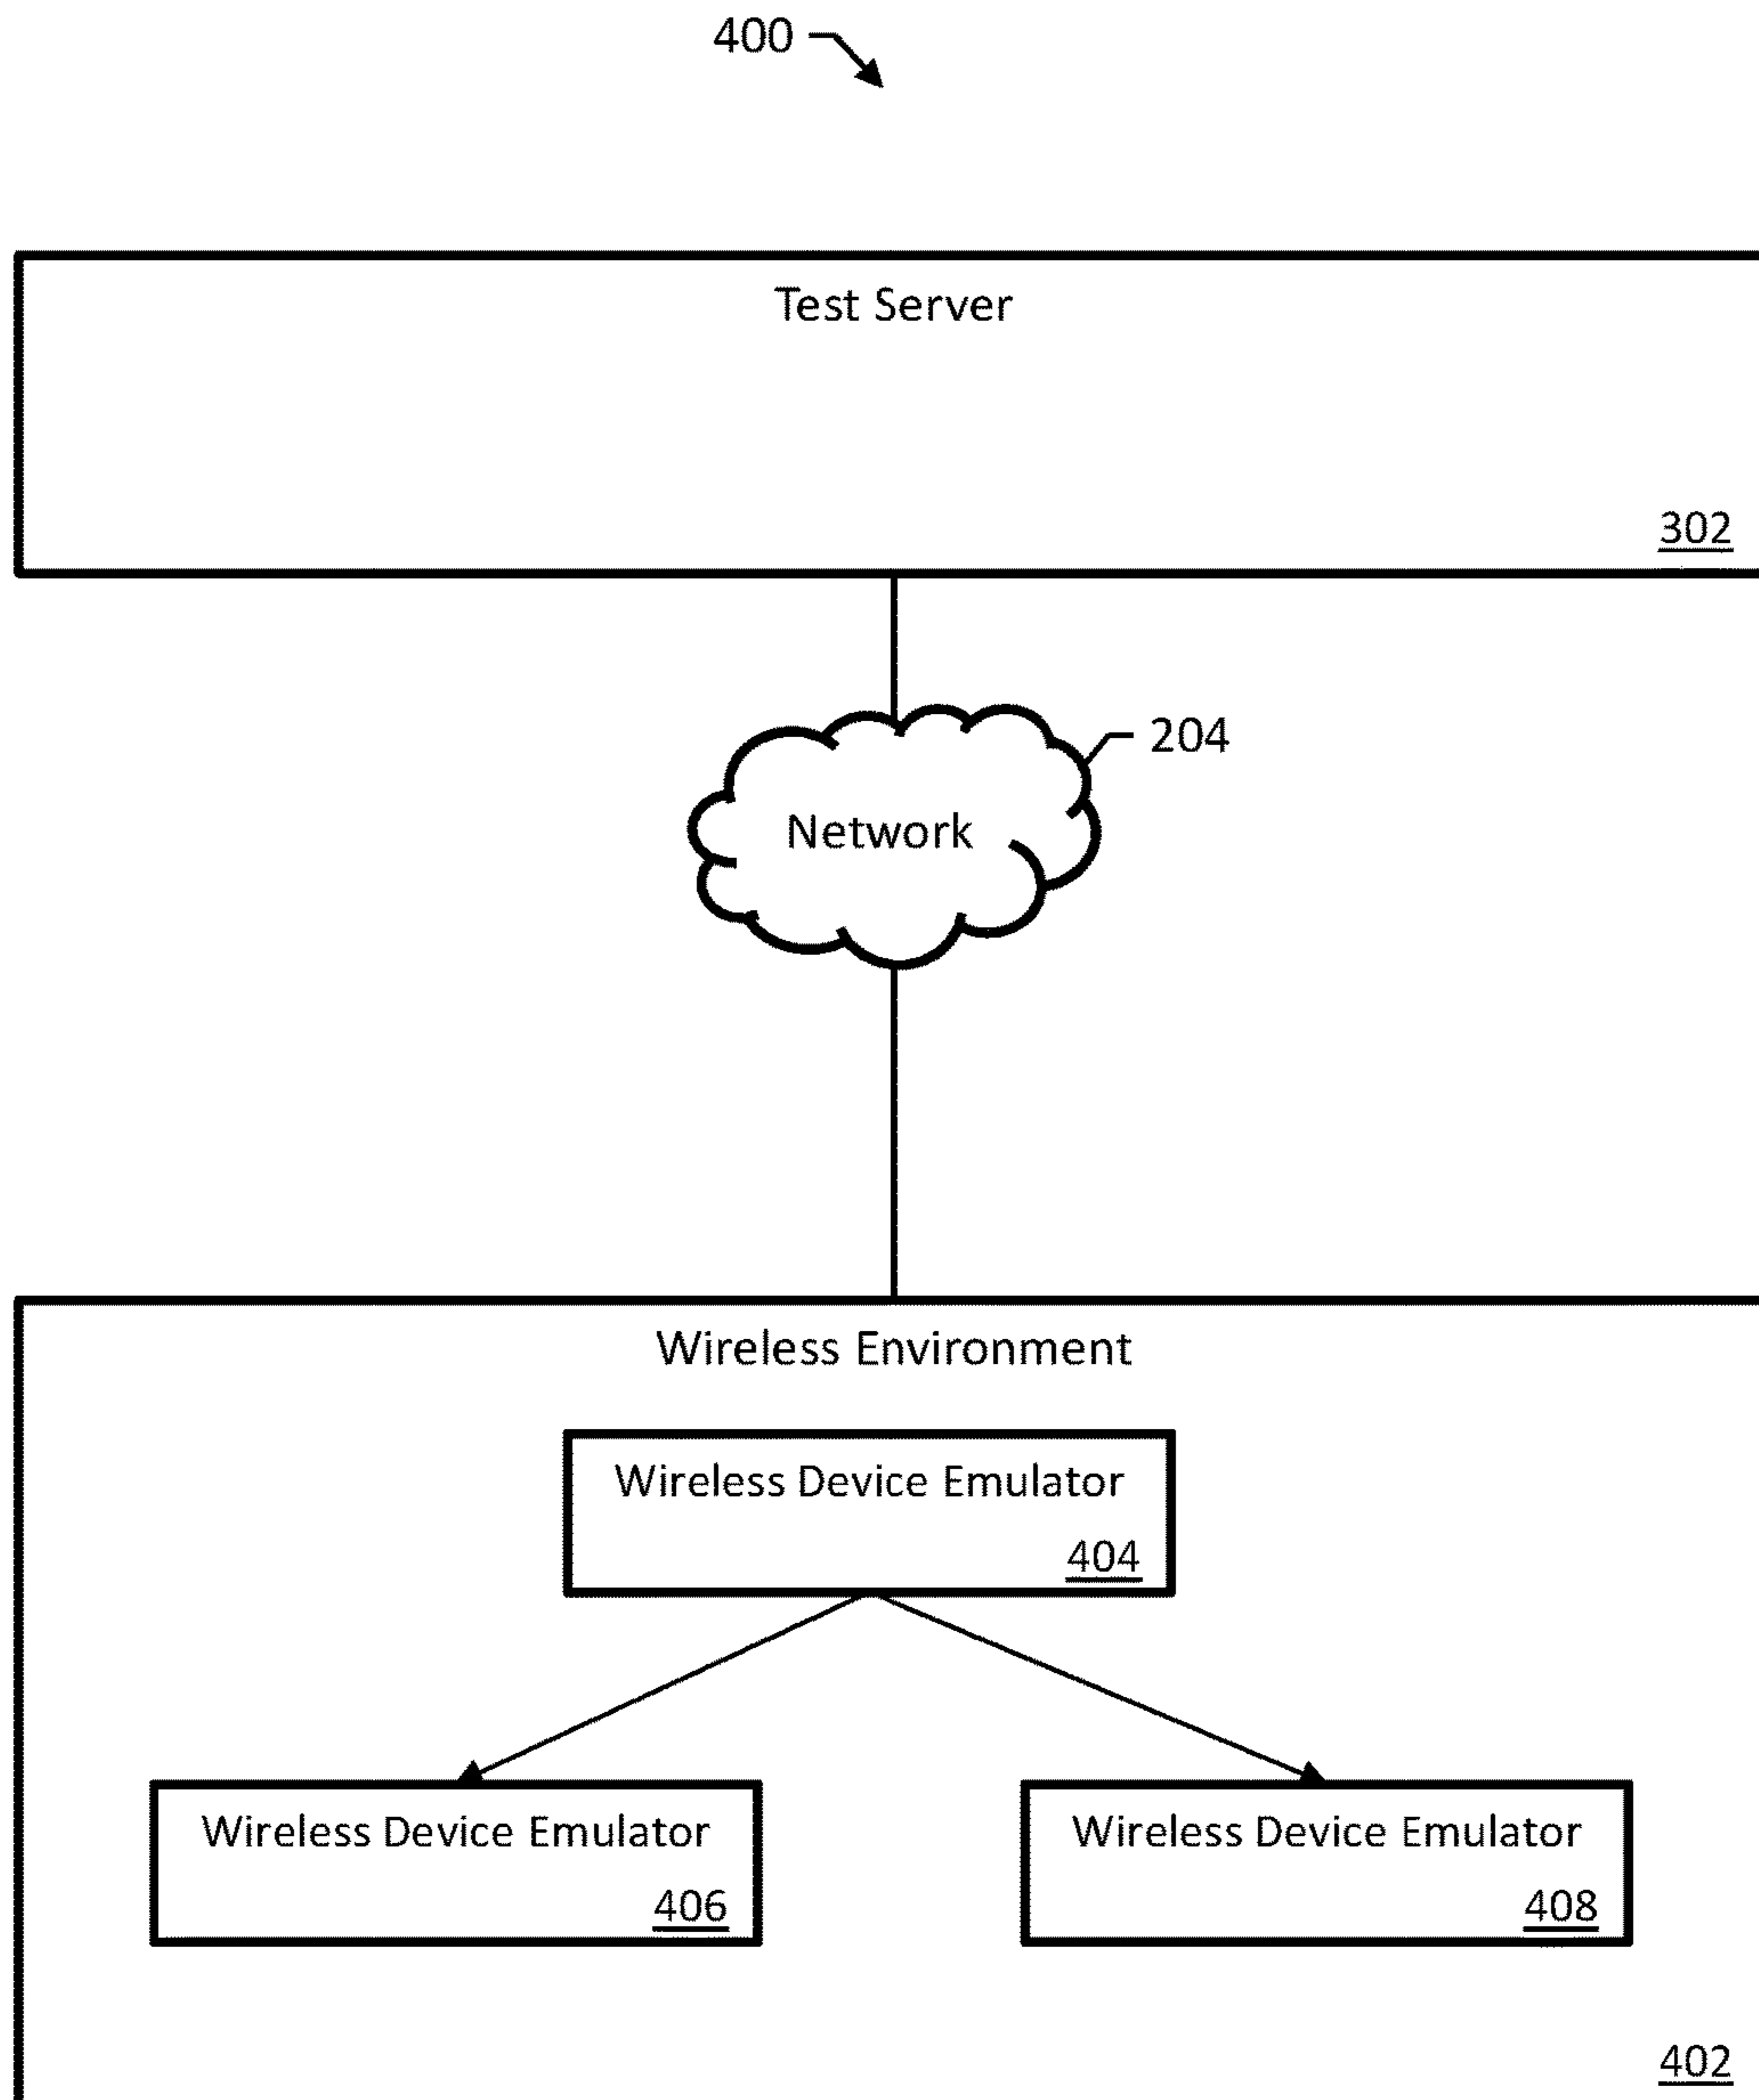 400
Test Server
302
204
Network
Wireless Environment
Wireless Device Emulator
404
Wireless Device Emulator
406
Wireless Device Emulator
408
402